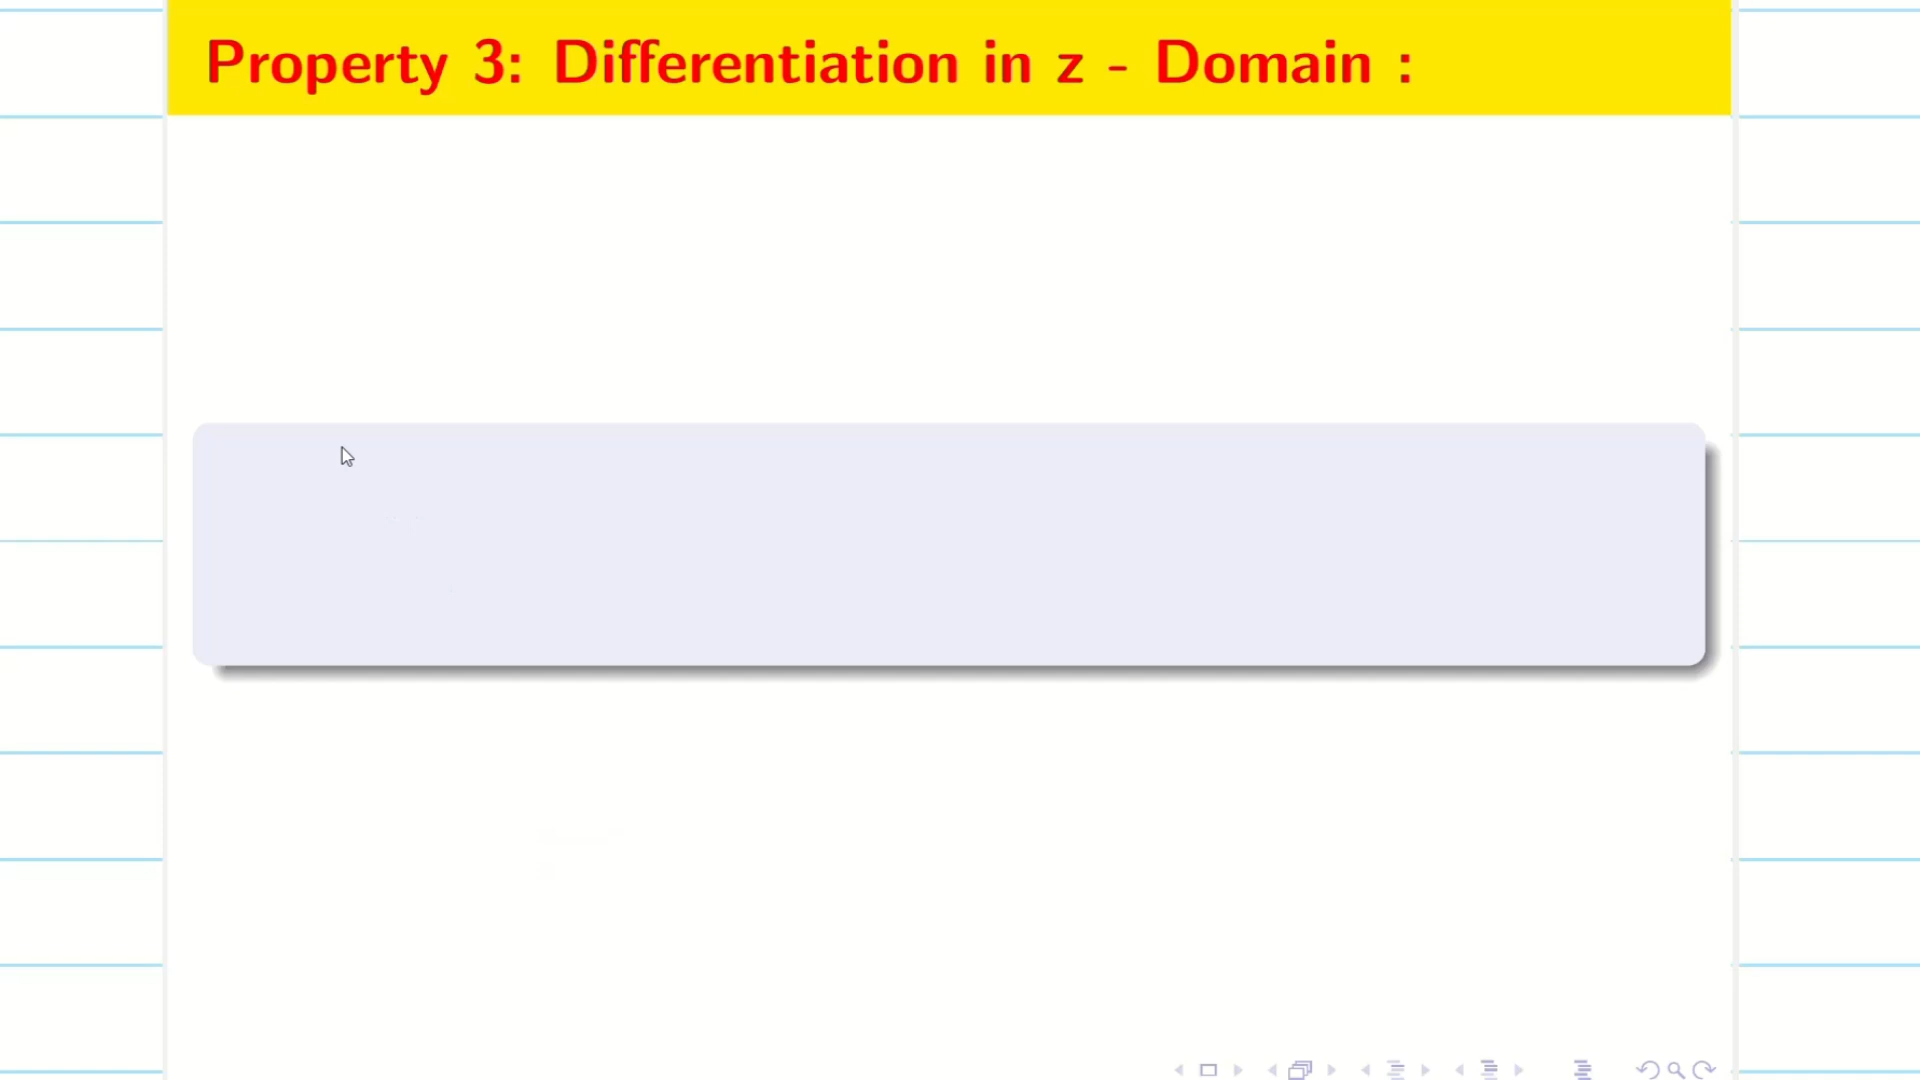 Property 3: Differentiation in z - Domain :